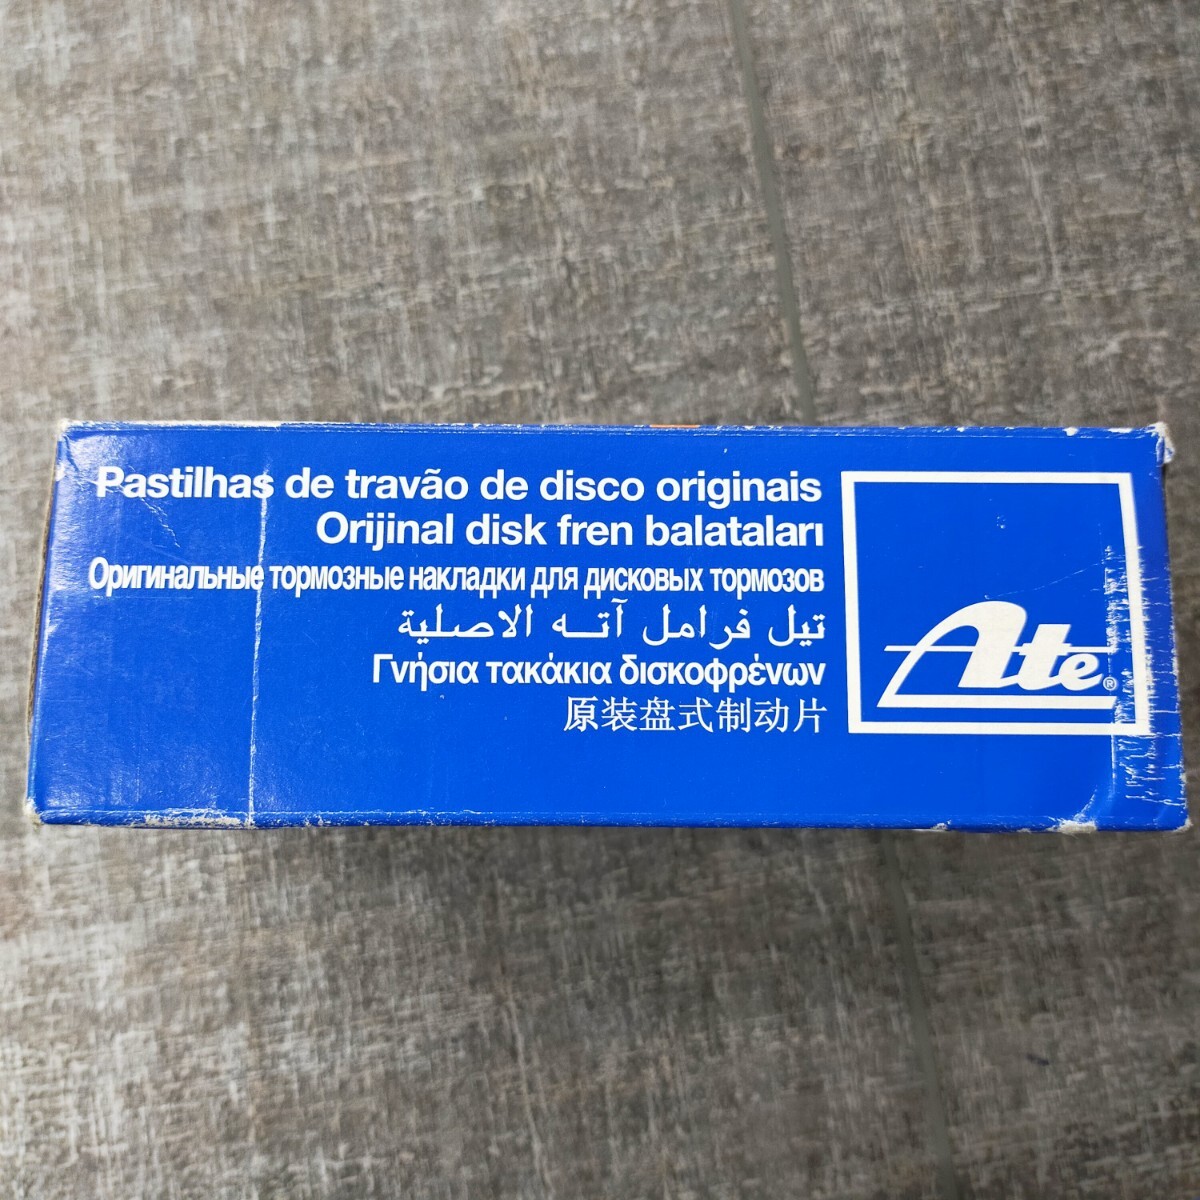 Pastilhas de travão de disco originais
Orijinal disk fren balataları
Оригинальные тормозные накладки для дисковых тормозов
تيل فرامل آتـه الاصلية
Γνήσια τακάκια δισκοφρένων
原装盘式制动片
Ate®